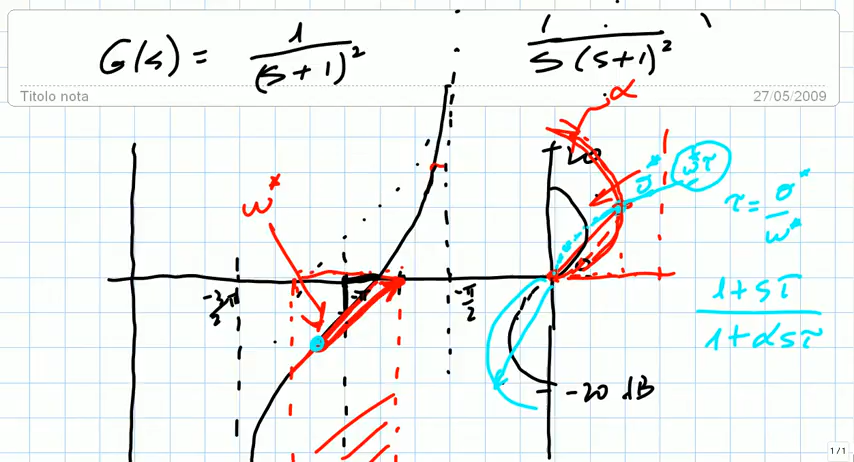 G(s) = 1/(s+1)² 1/s(s+1)²
Titolo nota 27/05/2009
α
+20
ω*
σ*
ω*τ
τ = σ*/ω*
-3/2 π
-π
-π/2
1+sτ/1+αsτ
-20 dB
1/1